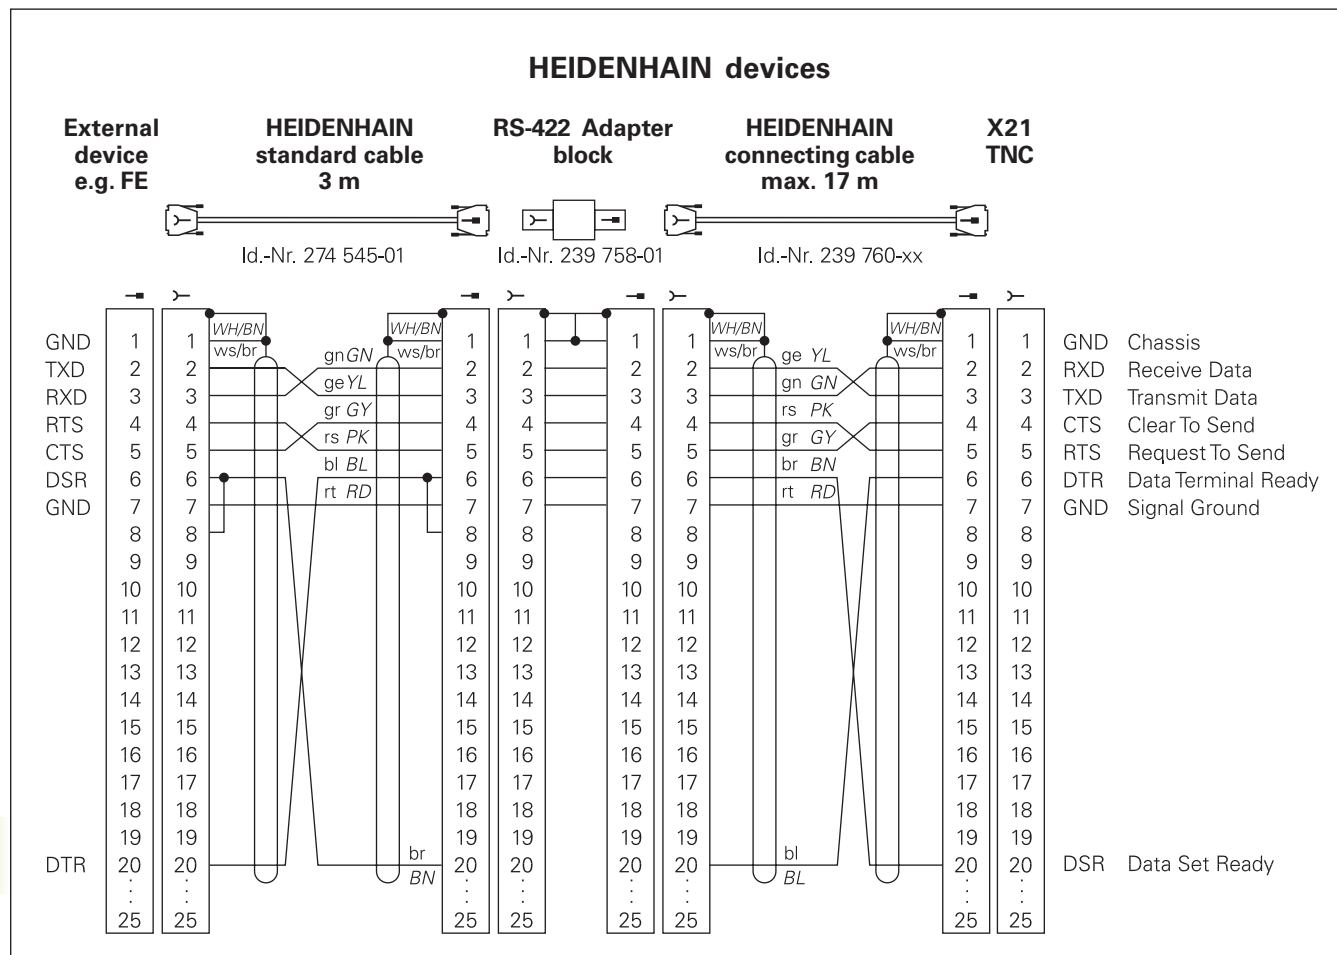 HEIDENHAIN devices
External device e.g. FE
HEIDENHAIN standard cable 3 m
RS-422 Adapter block
HEIDENHAIN connecting cable max. 17 m
X21 TNC
Id.-Nr. 274 545-01 Id.-Nr. 239 758-01 Id.-Nr. 239 760-xx
WH/BN WH/BN WH/BN WH/BN
GND 1 1 ws/br ws/br 1 1 1 1 ws/br ws/br 1 1 GND Chassis
gn GN ge YL
TXD 2 2 2 2 2 2 2 2 RXD Receive Data
ge YL gn GN
RXD 3 3 3 3 3 3 3 3 TXD Transmit Data
gr GY rs PK
RTS 4 4 4 4 4 4 4 4 CTS Clear To Send
rs PK gr GY
CTS 5 5 5 5 5 5 5 5 RTS Request To Send
bl BL br BN
DSR 6 6 6 6 6 6 6 6 DTR Data Terminal Ready
rt RD rt RD
GND 7 7 7 7 7 7 7 7 GND Signal Ground
8 8 8 8 8 8 8 8
9 9 9 9 9 9 9 9
10 10 10 10 10 10 10 10
11 11 11 11 11 11 11 11
12 12 12 12 12 12 12 12
13 13 13 13 13 13 13 13
14 14 14 14 14 14 14 14
15 15 15 15 15 15 15 15
16 16 16 16 16 16 16 16
17 17 17 17 17 17 17 17
18 18 18 18 18 18 18 18
19 19 19 19 19 19 19 19
br bl
DTR 20 20 20 20 20 20 20 20 DSR Data Set Ready
BN BL
25 25 25 25 25 25 25 25